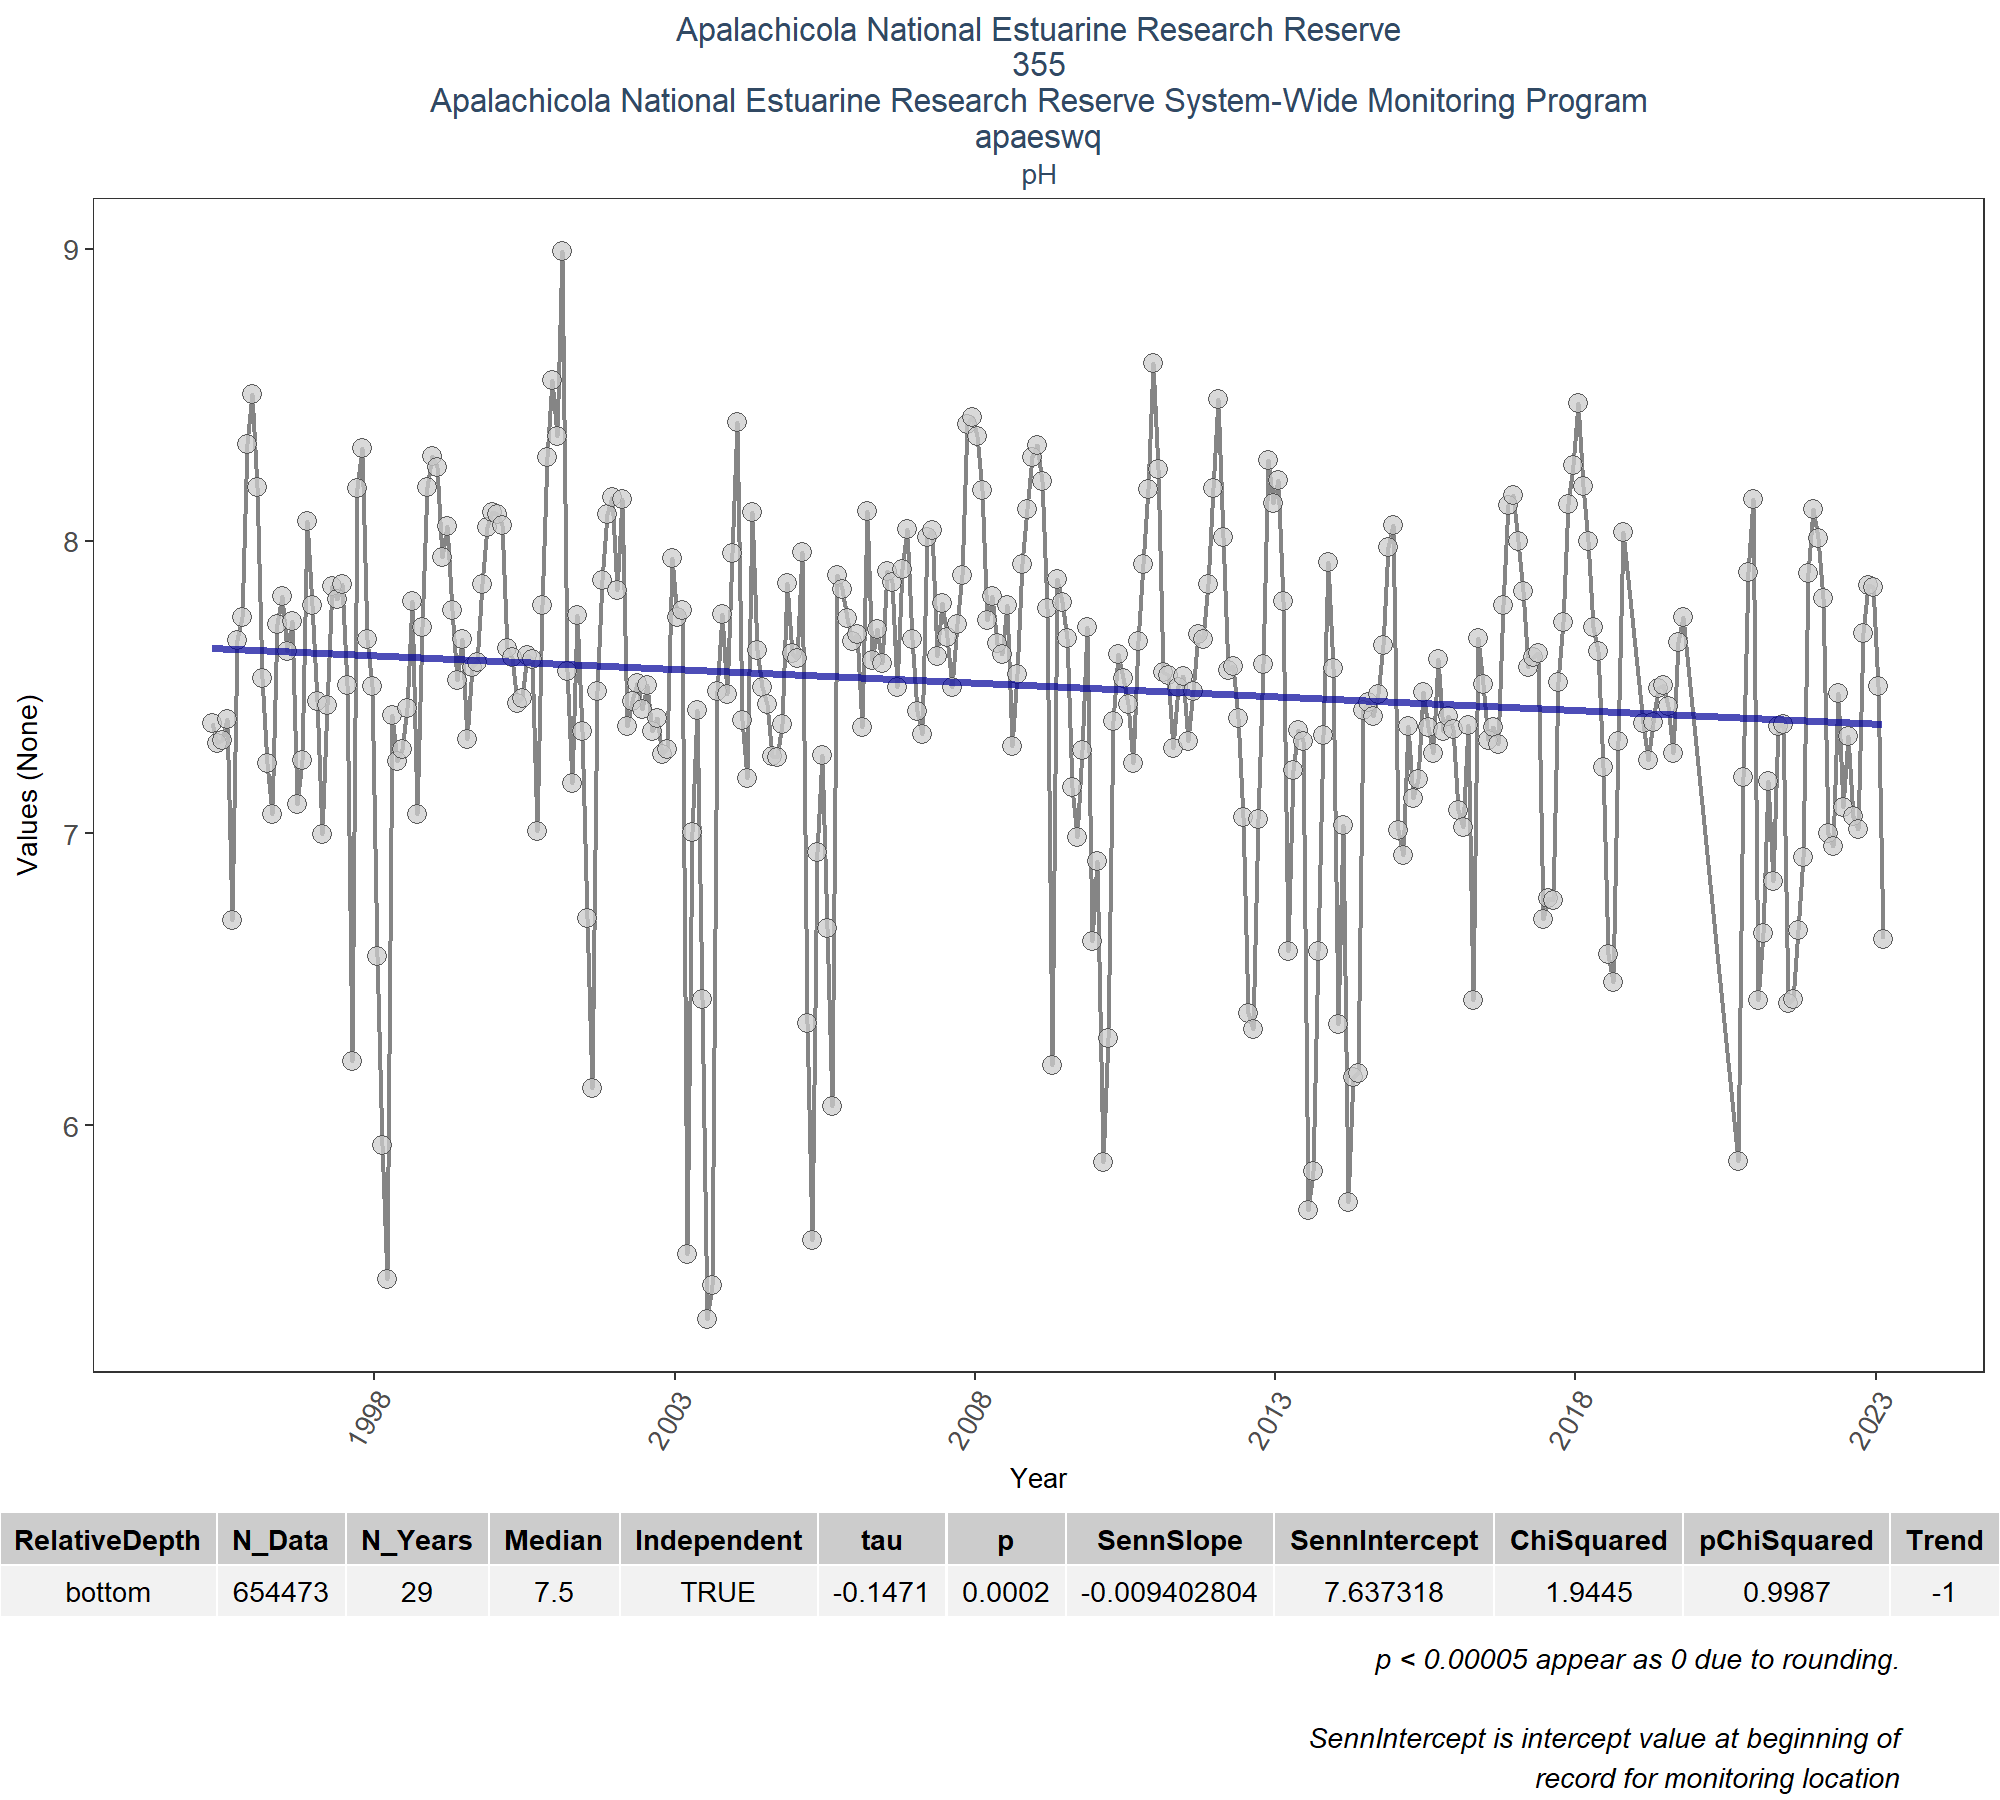 Apalachicola National Estuarine Research Reserve
355
Apalachicola National Estuarine Research Reserve System-Wide Monitoring Program
apaeswq
pH
9
8
7
6
Values (None)
1998 2003 2008 2013 2018 2023
Year
RelativeDepth N_Data N_Years Median Independent tau p SennSlope SennIntercept ChiSquared pChiSquared Trend
bottom 654473 29 7.5 TRUE -0.1471 0.0002 -0.009402804 7.637318 1.9445 0.9987 -1
p < 0.00005 appear as 0 due to rounding.
SennIntercept is intercept value at beginning of
record for monitoring location